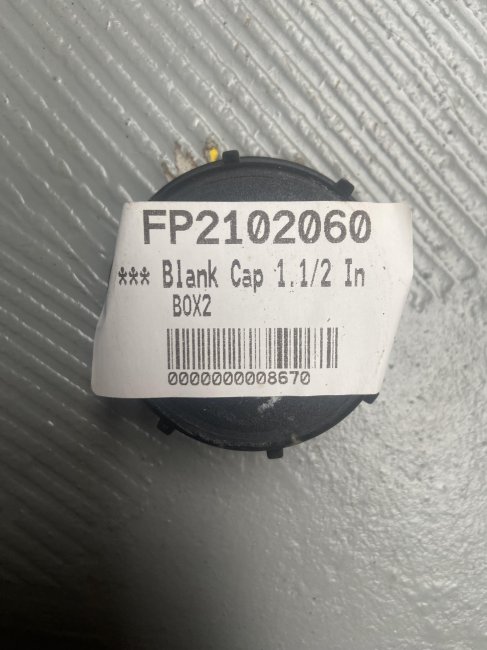 FP2102060
*** Blank Cap 1.1/2 In
BOX2
0000000008670